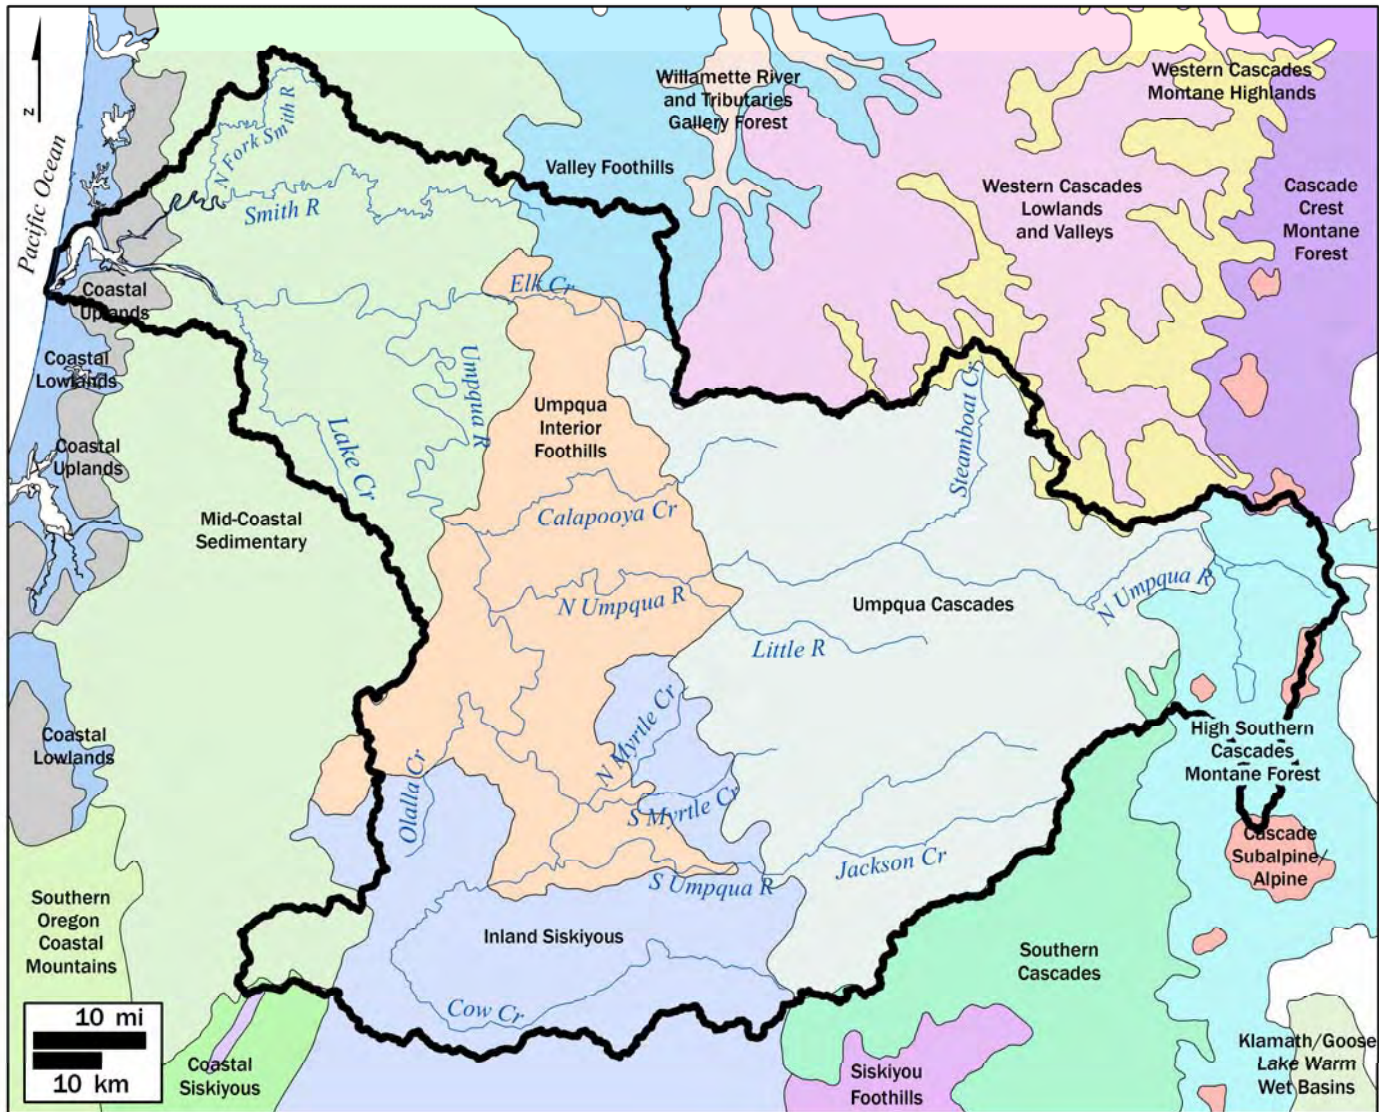 Z
Pacific Ocean
N Fork Smith R
Smith R
Valley Foothills
Willamette River
and Tributaries
Gallery Forest
Western Cascades
Montane Highlands
Western Cascades
Lowlands
and Valleys
Cascade
Crest
Montane
Forest
Coastal
Uplands
Elk Cr
Coastal
Lowlands
Umpqua R
Lake Cr
Umpqua
Interior
Foothills
Steamboat Cr
Coastal
Uplands
Mid-Coastal
Sedimentary
Calapooya Cr
N Umpqua R
Umpqua Cascades
N Umpqua R
Little R
Coastal
Lowlands
Olalla Cr
N Myrtle Cr
S Myrtle Cr
High Southern
Cascades
Montane Forest
Cascade
Subalpine/
Alpine
Jackson Cr
S Umpqua R
Southern
Oregon
Coastal
Mountains
Inland Siskiyous
Southern
Cascades
Cow Cr
10 mi
10 km
Coastal
Siskiyous
Siskiyou
Foothills
Klamath/Goose
Lake Warm
Wet Basins